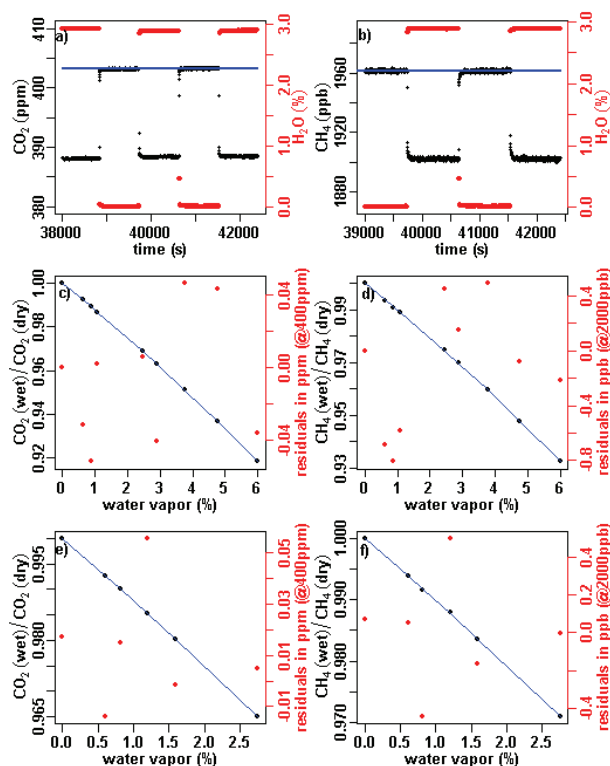 a)
CO2 (ppm)
410
400
390
380
38000 40000 42000
time (s)
H2O (%)
3.0
2.0
1.0
0.0
b)
CH4 (ppb)
1960
1920
1880
39000 40000 41000 42000
time (s)
H2O (%)
3.0
2.0
1.0
0.0
c)
CO2 (wet)/ CO2 (dry)
1.00
0.98
0.96
0.94
0.92
0 1 2 3 4 5 6
water vapor (%)
residuals in ppm (@400ppm)
0.04
0.00
-0.04
d)
CH4 (wet)/ CH4 (dry)
0.99
0.97
0.95
0.93
0 1 2 3 4 5 6
water vapor (%)
residuals in ppb (@2000ppb)
0.4
0.0
-0.4
-0.8
e)
CO2 (wet)/ CO2 (dry)
0.995
0.980
0.965
0.0 0.5 1.0 1.5 2.0 2.5
water vapor (%)
residuals in ppm (@400ppm)
0.05
0.03
0.01
-0.01
f)
CH4 (wet)/ CH4 (dry)
1.000
0.990
0.980
0.970
0.0 0.5 1.0 1.5 2.0 2.5
water vapor (%)
residuals in ppb (@2000ppb)
0.4
0.0
-0.4